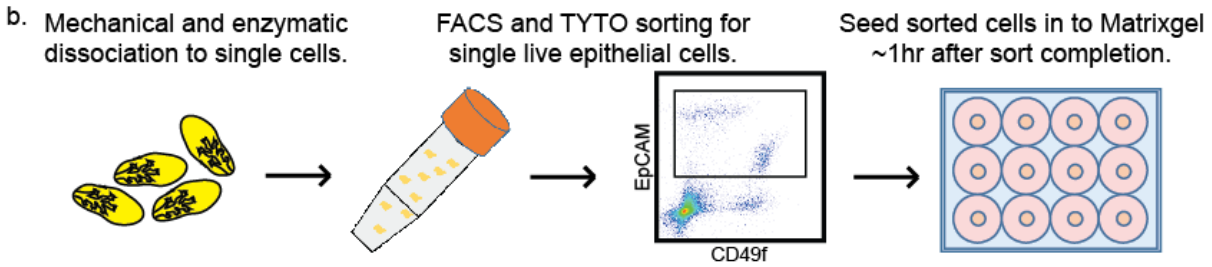 b.
Mechanical and enzymatic
dissociation to single cells.
FACS and TYTO sorting for
single live epithelial cells.
Seed sorted cells in to Matrixgel
~1hr after sort completion.
EpCAM
CD49f